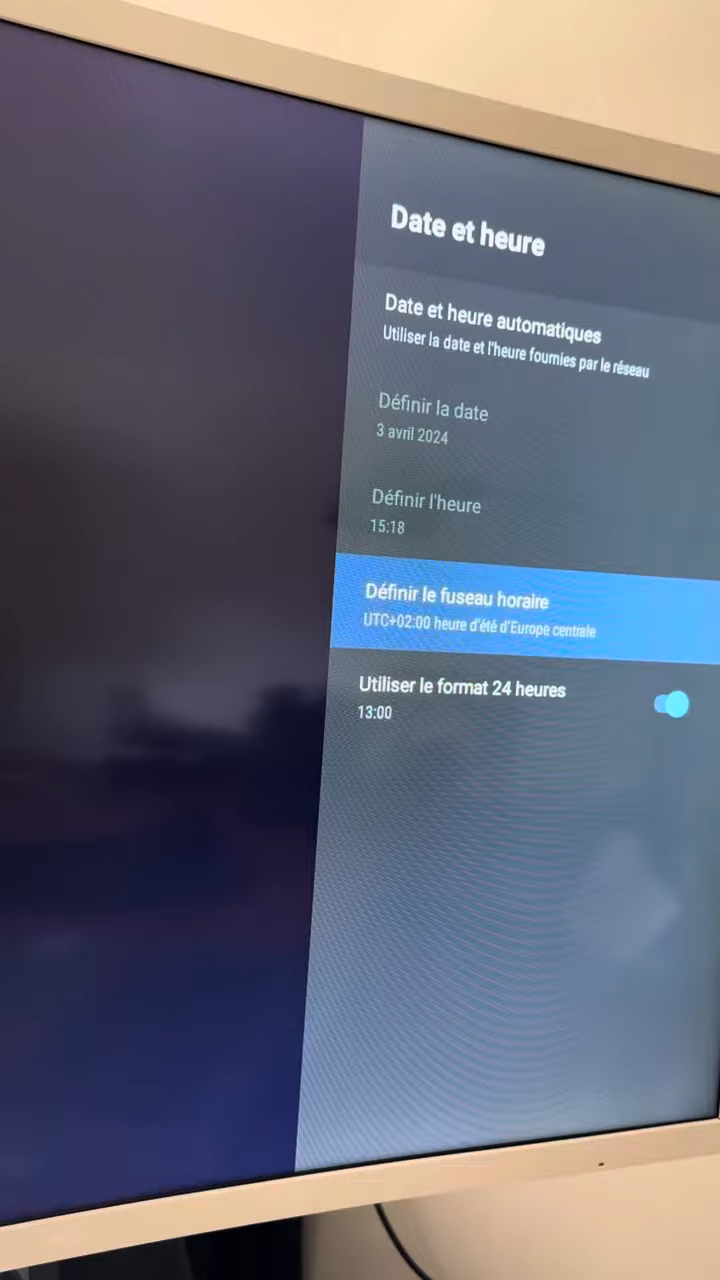 Date et heure
Date et heure automatiques
Utiliser la date et l'heure fournies par le réseau
Définir la date
3 avril 2024
Définir l'heure
15:18
Définir le fuseau horaire
UTC+02:00 heure d'été d'Europe centrale
Utiliser le format 24 heures
13:00